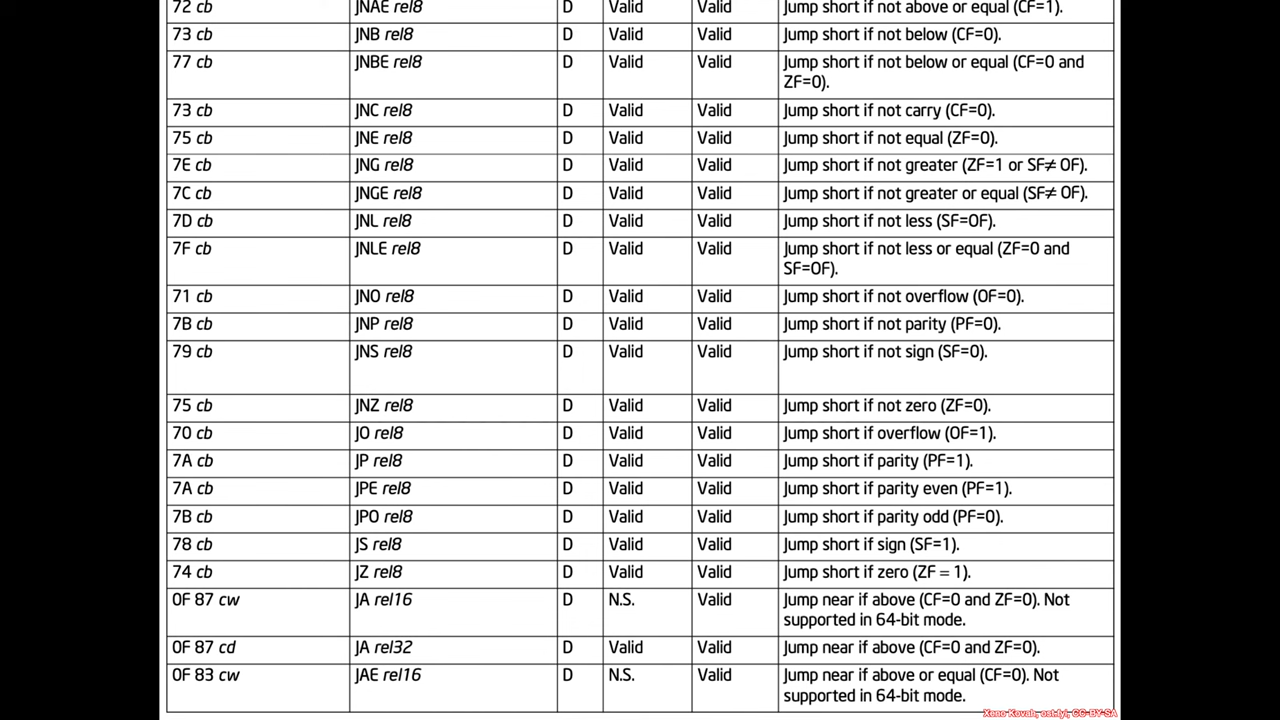 72 cb JNAE rel8 D Valid Valid Jump short if not above or equal (CF=1).
73 cb JNB rel8 D Valid Valid Jump short if not below (CF=0).
77 cb JNBE rel8 D Valid Valid Jump short if not below or equal (CF=0 and
ZF=0).
73 cb JNC rel8 D Valid Valid Jump short if not carry (CF=0).
75 cb JNE rel8 D Valid Valid Jump short if not equal (ZF=0).
7E cb JNG rel8 D Valid Valid Jump short if not greater (ZF=1 or SF≠ OF).
7C cb JNGE rel8 D Valid Valid Jump short if not greater or equal (SF≠ OF).
7D cb JNL rel8 D Valid Valid Jump short if not less (SF=OF).
7F cb JNLE rel8 D Valid Valid Jump short if not less or equal (ZF=0 and
SF=OF).
71 cb JNO rel8 D Valid Valid Jump short if not overflow (OF=0).
7B cb JNP rel8 D Valid Valid Jump short if not parity (PF=0).
79 cb JNS rel8 D Valid Valid Jump short if not sign (SF=0).
75 cb JNZ rel8 D Valid Valid Jump short if not zero (ZF=0).
70 cb JO rel8 D Valid Valid Jump short if overflow (OF=1).
7A cb JP rel8 D Valid Valid Jump short if parity (PF=1).
7A cb JPE rel8 D Valid Valid Jump short if parity even (PF=1).
7B cb JPO rel8 D Valid Valid Jump short if parity odd (PF=0).
78 cb JS rel8 D Valid Valid Jump short if sign (SF=1).
74 cb JZ rel8 D Valid Valid Jump short if zero (ZF = 1).
0F 87 cw JA rel16 D N.S. Valid Jump near if above (CF=0 and ZF=0). Not
supported in 64-bit mode.
0F 87 cd JA rel32 D Valid Valid Jump near if above (CF=0 and ZF=0).
0F 83 cw JAE rel16 D N.S. Valid Jump near if above or equal (CF=0). Not
supported in 64-bit mode.
Xeno Kovah, ost.fyi, CC-BY-SA